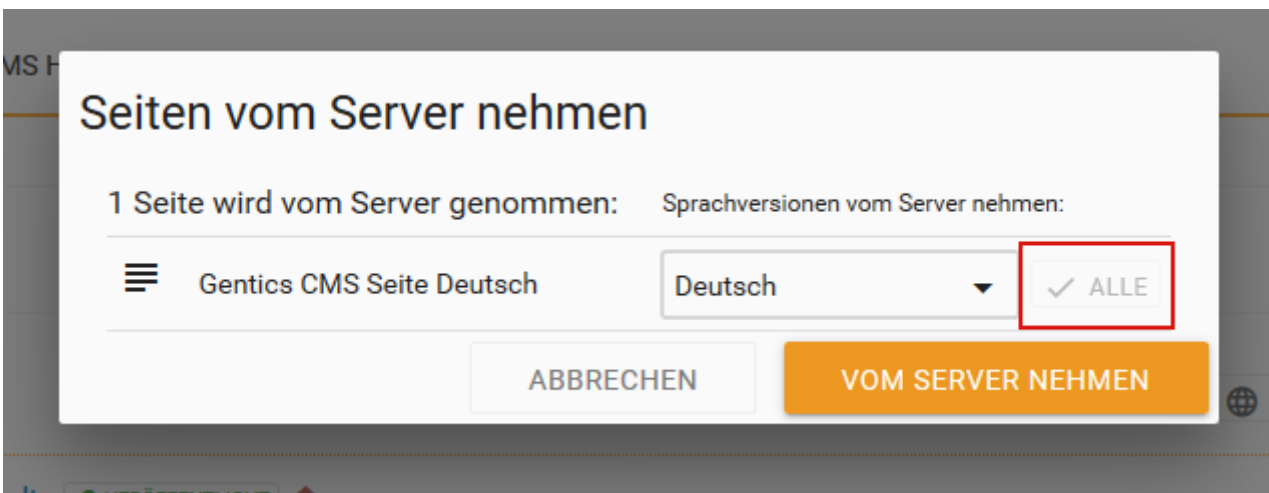 MS H
Seiten vom Server nehmen
1 Seite wird vom Server genommen: Sprachversionen vom Server nehmen:
Gentics CMS Seite Deutsch Deutsch ALLE
ABBRECHEN VOM SERVER NEHMEN